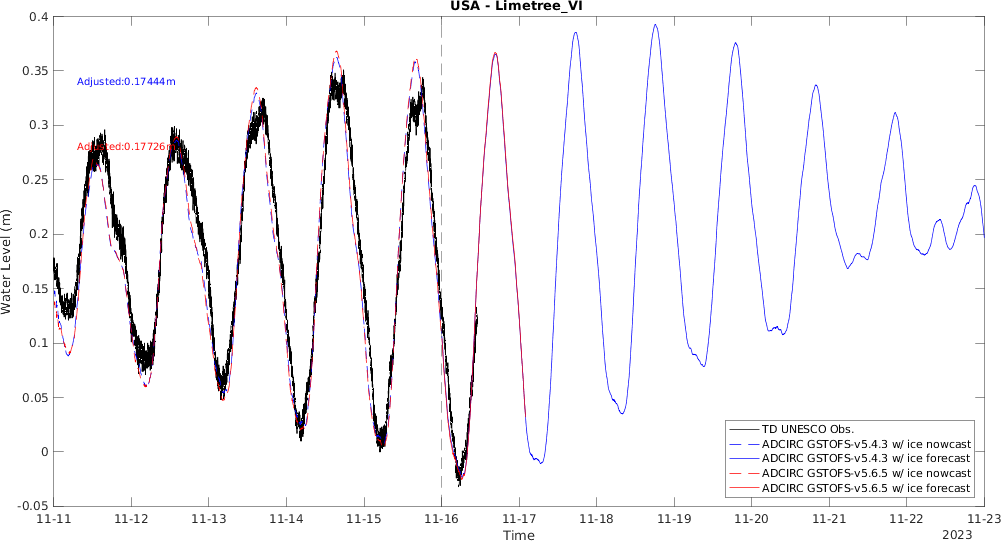 USA - Limetree_VI
0.4
0.35
0.3
0.25
0.2
0.15
0.1
0.05
0
-0.05
Water Level (m)
Adjusted:0.17444m
Adjusted:0.17726m
TD UNESCO Obs.
ADCIRC GSTOFS-v5.4.3 w/ ice nowcast
ADCIRC GSTOFS-v5.4.3 w/ ice forecast
ADCIRC GSTOFS-v5.6.5 w/ ice nowcast
ADCIRC GSTOFS-v5.6.5 w/ ice forecast
11-11 11-12 11-13 11-14 11-15 11-16 11-17 11-18 11-19 11-20 11-21 11-22 11-23
Time
2023